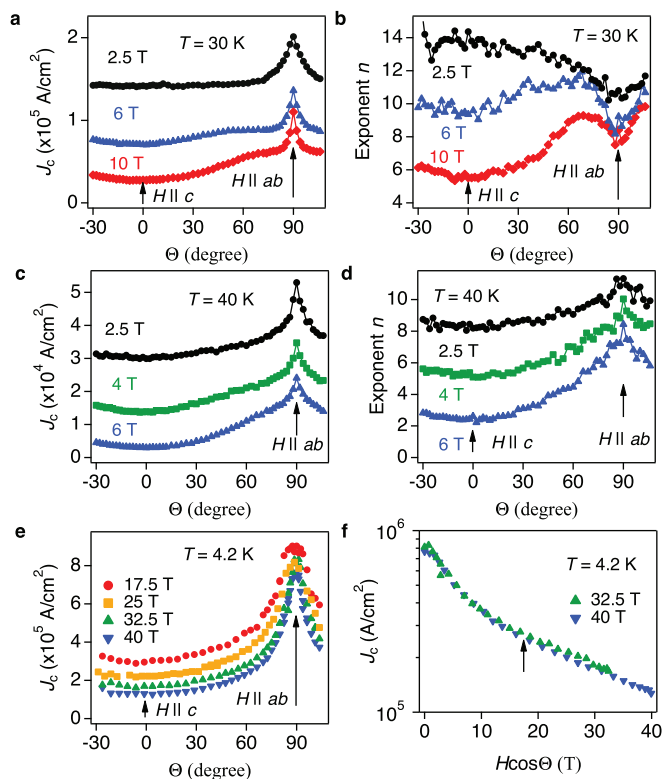 a
T = 30 K
2.5 T
6 T
10 T
H || c
H || ab
Jc (x10^5 A/cm^2)
0
1
2
-30 0 30 60 90
Θ (degree)
b
T = 30 K
2.5 T
6 T
10 T
H || c
H || ab
Exponent n
14
12
10
8
6
4
-30 0 30 60 90
Θ (degree)
c
T = 40 K
2.5 T
4 T
6 T
H || ab
Jc (x10^4 A/cm^2)
5
4
3
2
1
0
-30 0 30 60 90
Θ (degree)
d
T = 40 K
2.5 T
4 T
6 T
H || c
H || ab
Exponent n
10
8
6
4
2
0
-30 0 30 60 90
Θ (degree)
e
T = 4.2 K
17.5 T
25 T
32.5 T
40 T
H || c
H || ab
Jc (x10^5 A/cm^2)
8
6
4
2
0
-30 0 30 60 90
Θ (degree)
f
T = 4.2 K
32.5 T
40 T
Jc (A/cm^2)
10^6
10^5
0 10 20 30 40
HcosΘ (T)